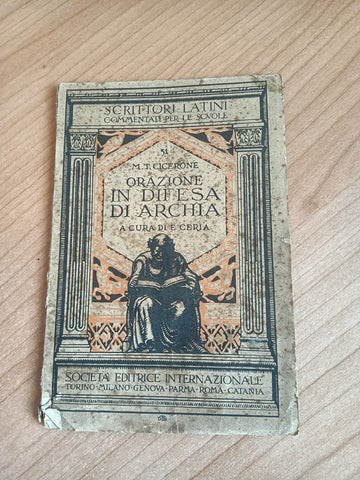 SCRITTORI LATINI
COMMENTATI PER LE SCVOLE
51
M. T. CICERONE
ORAZIONE
IN DIFESA
DI ARCHIA
A CURA DI E. CERIA
SOCIETÀ EDITRICE INTERNAZIONALE
TORINO-MILANO-GENOVA-PARMA-ROMA-CATANIA